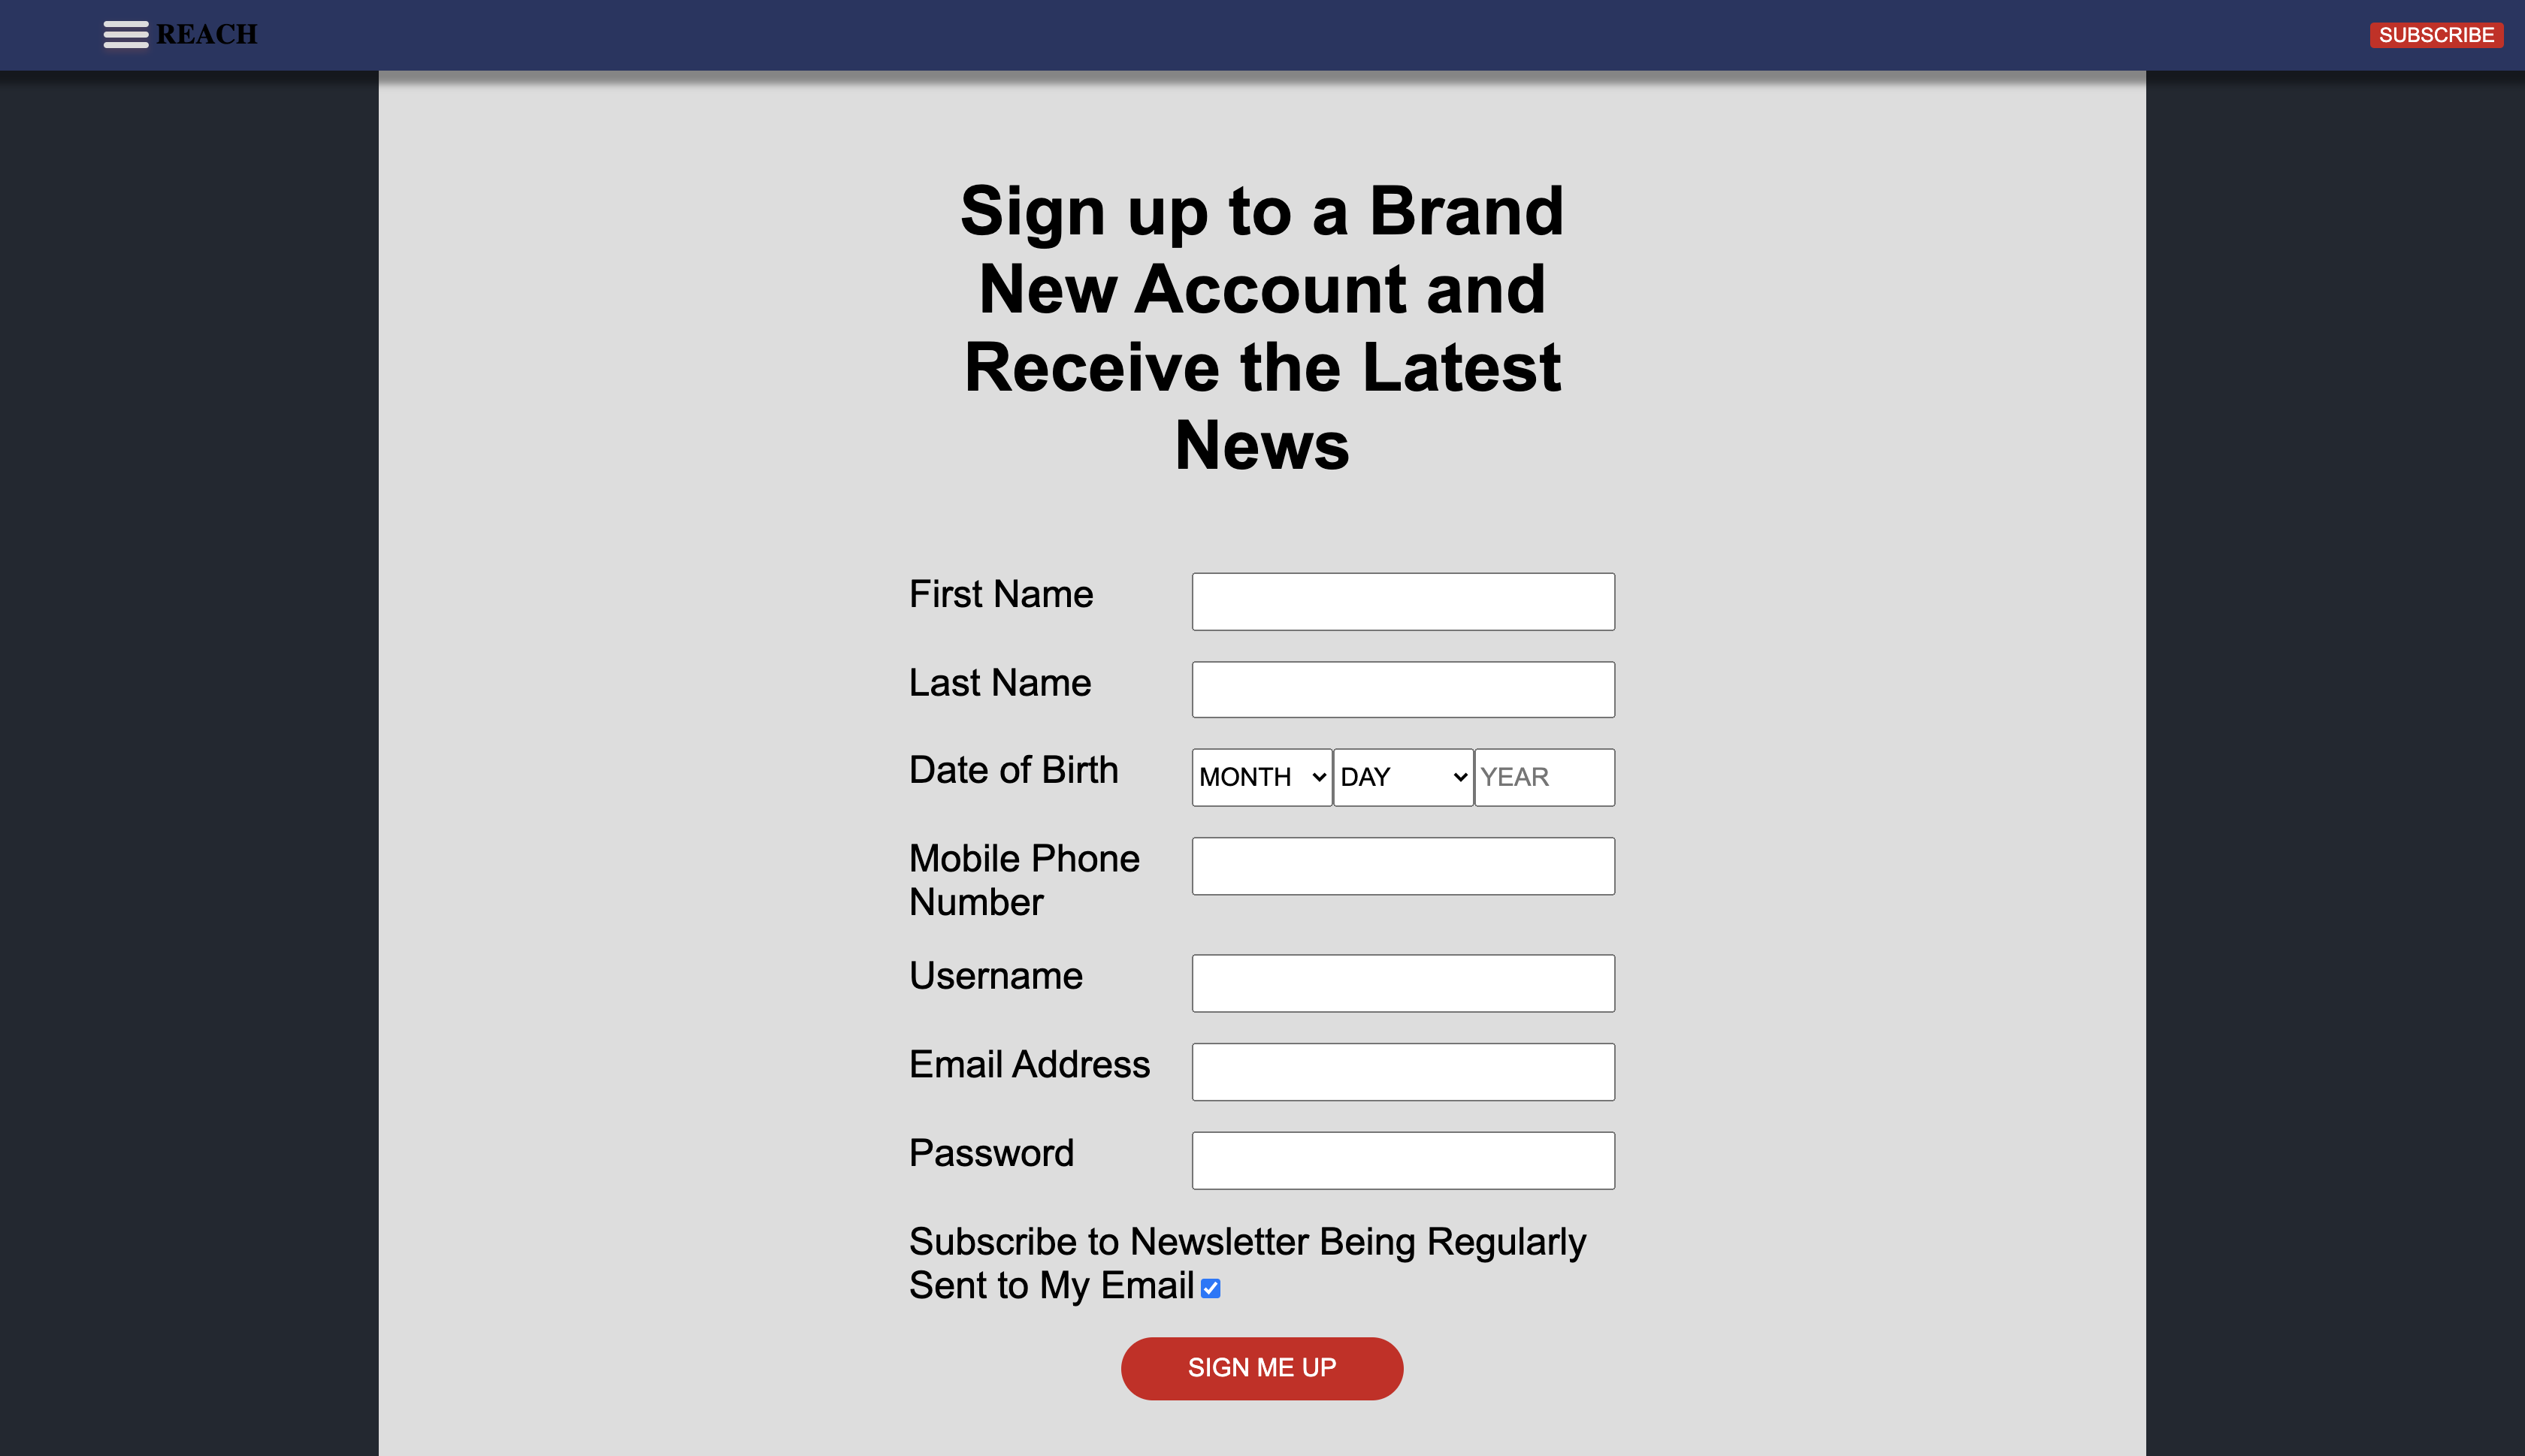 REACH
SUBSCRIBE
Sign up to a Brand
New Account and
Receive the Latest
News
First Name
Last Name
Date of Birth
MONTH
DAY
YEAR
Mobile Phone
Number
Username
Email Address
Password
Subscribe to Newsletter Being Regularly
Sent to My Email
SIGN ME UP